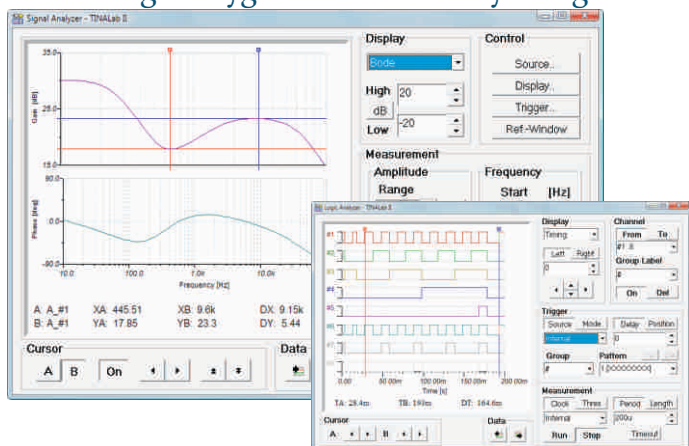 Signal Analyzer - TINALab II
Display
Control
Bode
Source..
High 20
Display..
dB
Trigger..
Low -20
Ref.-Window
Measurement
Amplitude
Frequency
Range
Start [Hz]
35.0
Gain [dB]
25.0
15.0
90.0
Phase [deg]
0.0
-90.0
10.0 100.0 1.0k 10.0k
Frequency [Hz]
A: A_#1 XA: 445.51 XB: 9.6k DX: 9.15k
B: A_#1 YA: 17.85 YB: 23.3 DY: 5.44
Cursor
Data
A B On
Logic Analyzer - TINALab II
Display
Channel
Timing
From To
#1..8
Left Right
Group Label
0
#
On Del
#1
#2
#3
#4
#5
#6
#7
0.00 50.00m 100.00m 150.00m 200.00m
Time [s]
TA: 28.4m TB: 193m DT: 164.6m
Cursor
Data
A B
Trigger
Source Mode Delay Position
Internal 0
Group Pattern
#
Measurement
Clock Thres Period Length
Internal 200u
Run Stop Timeout